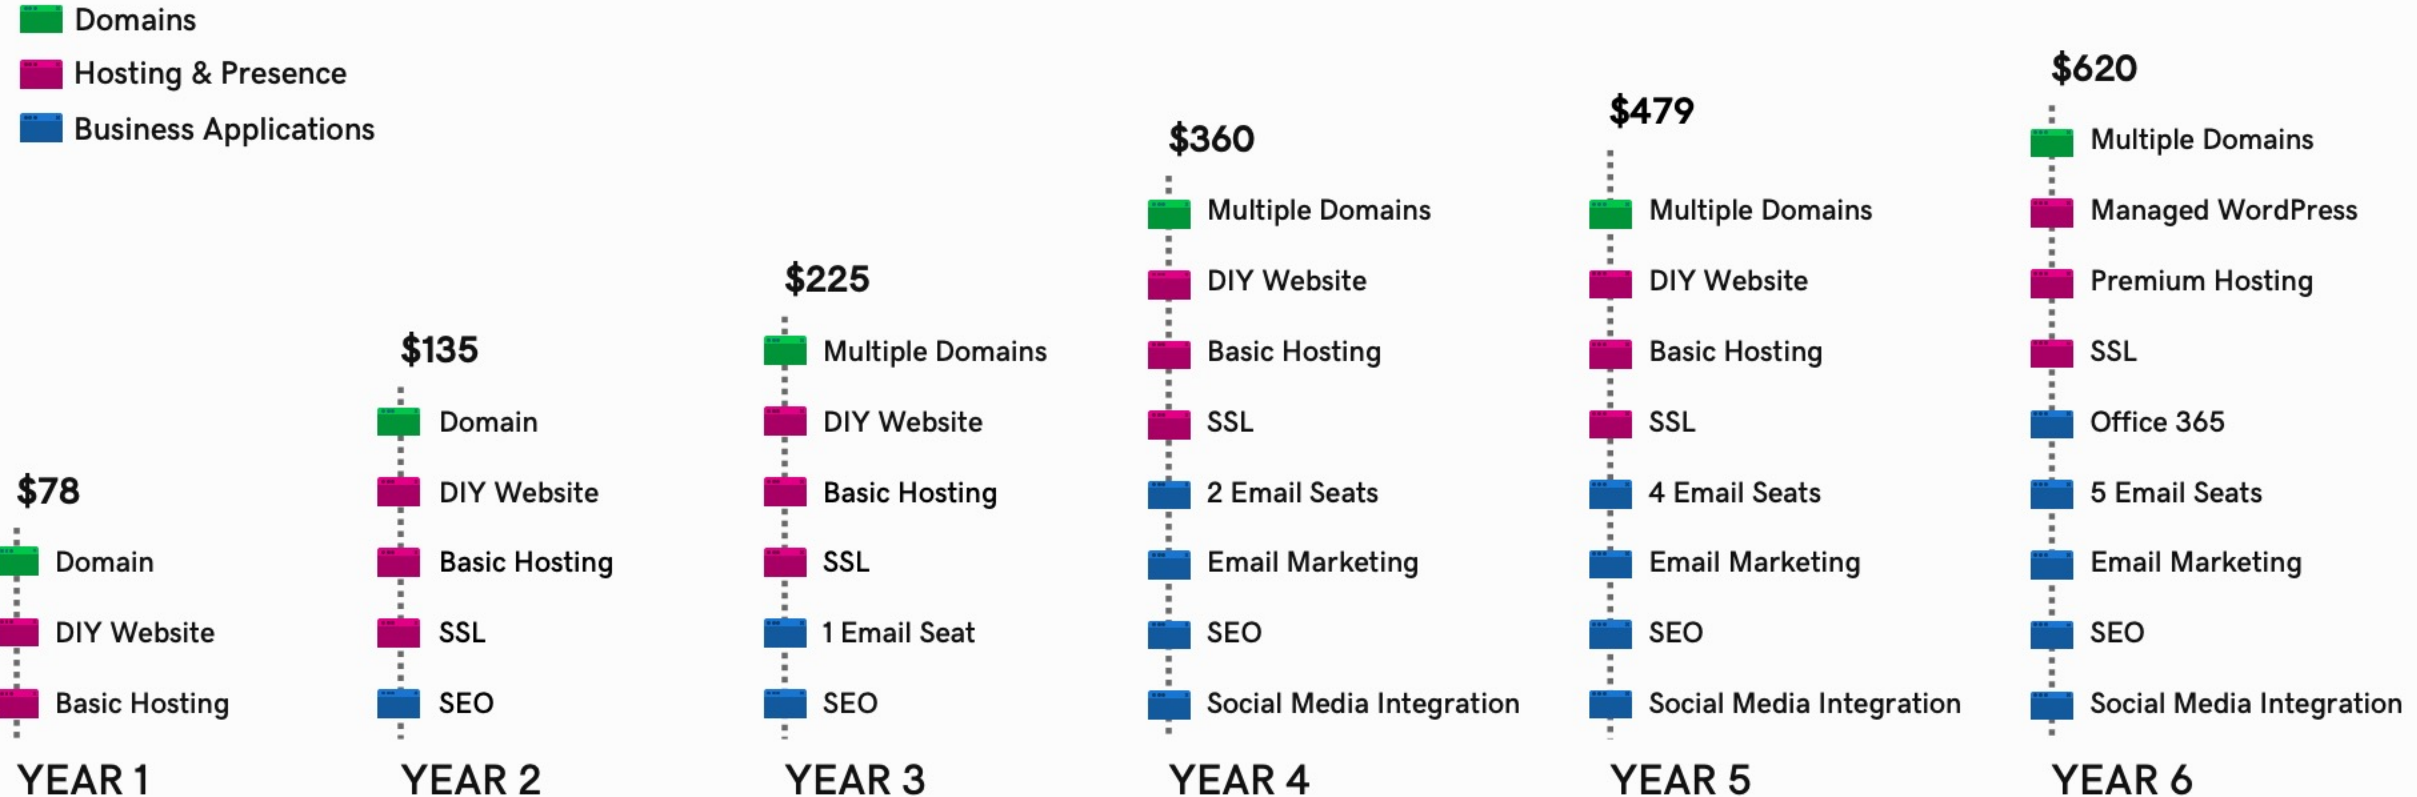 Domains
Hosting & Presence
Business Applications
$78
Domain
DIY Website
Basic Hosting
YEAR 1
$135
Domain
DIY Website
Basic Hosting
SSL
SEO
YEAR 2
$225
Multiple Domains
DIY Website
Basic Hosting
SSL
1 Email Seat
SEO
YEAR 3
$360
Multiple Domains
DIY Website
Basic Hosting
SSL
2 Email Seats
Email Marketing
SEO
Social Media Integration
YEAR 4
$479
Multiple Domains
DIY Website
Basic Hosting
SSL
4 Email Seats
Email Marketing
SEO
Social Media Integration
YEAR 5
$620
Multiple Domains
Managed WordPress
Premium Hosting
SSL
Office 365
5 Email Seats
Email Marketing
SEO
Social Media Integration
YEAR 6